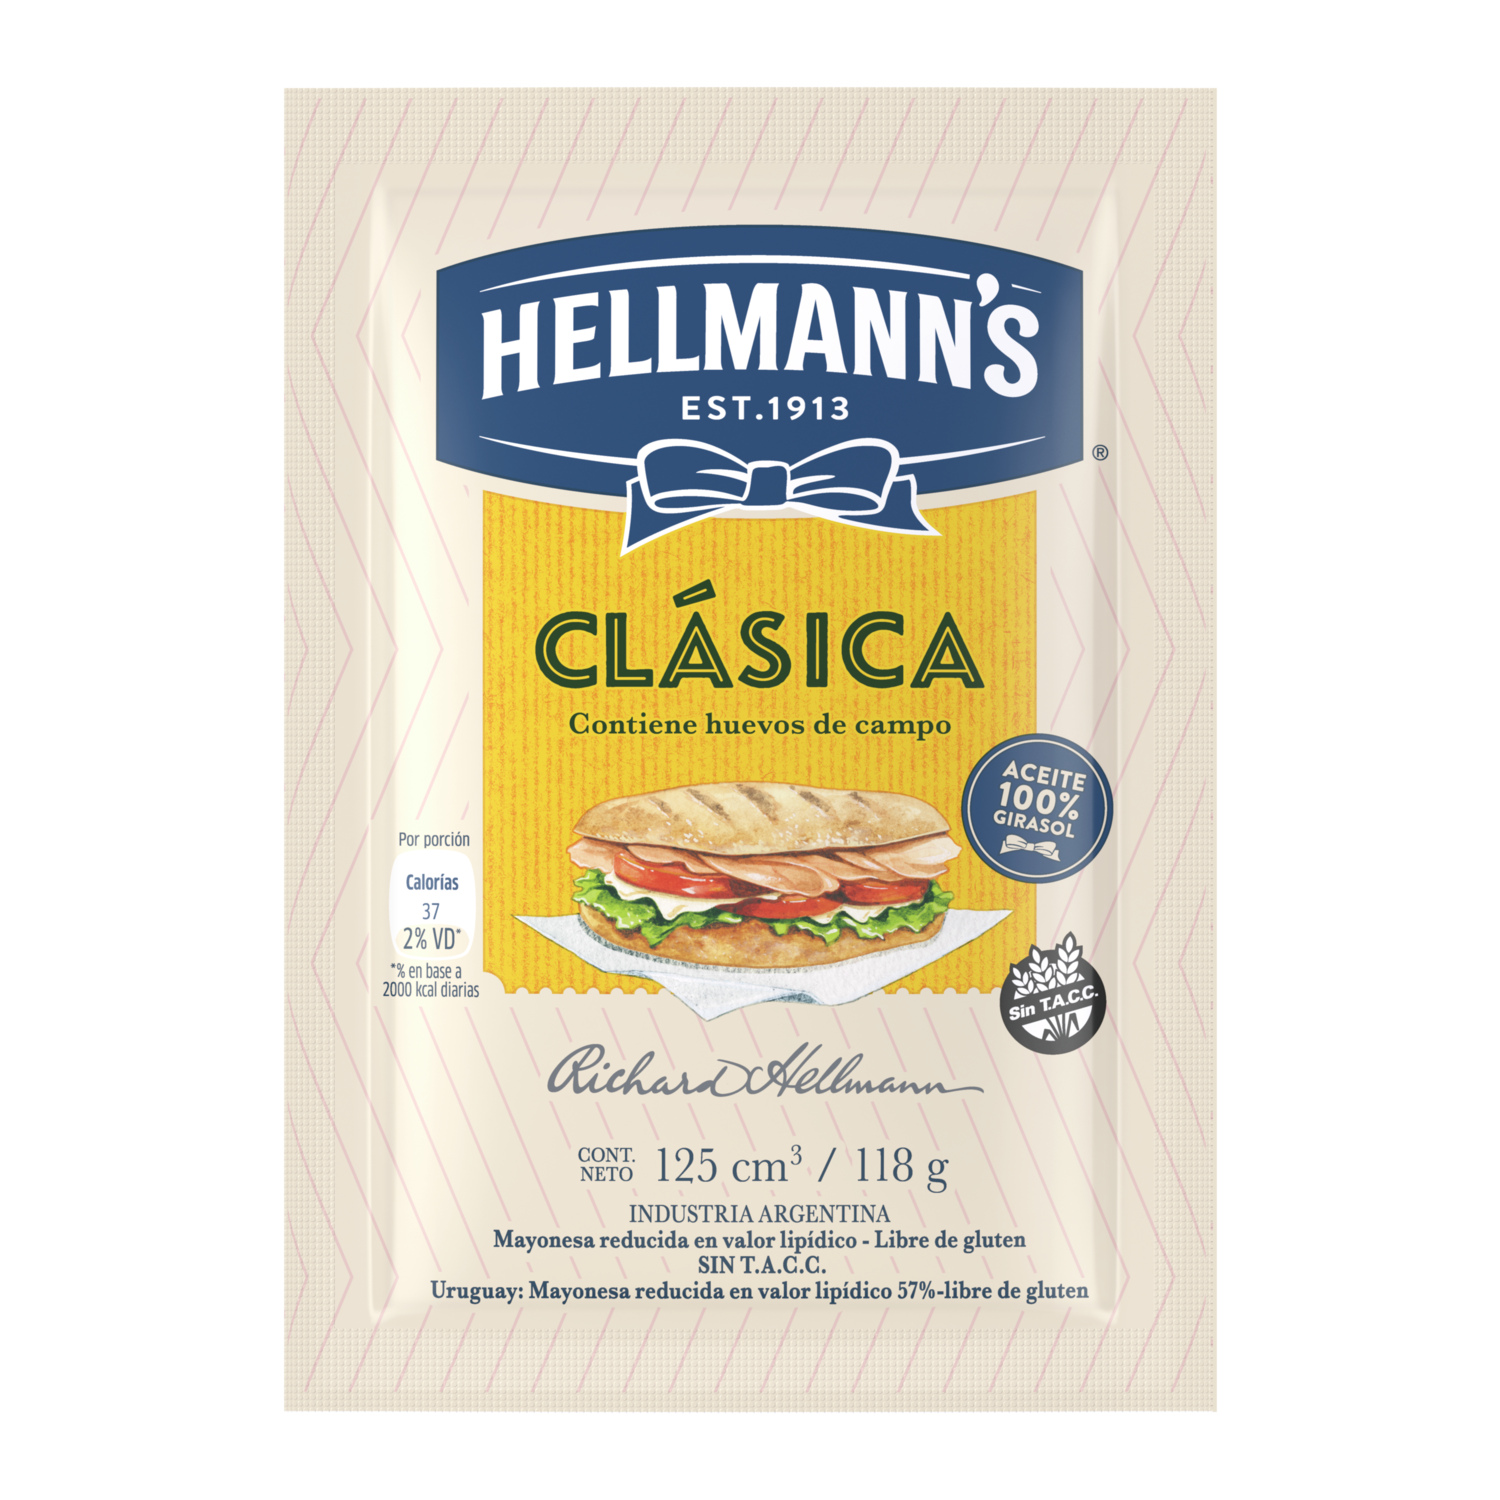 HELLMANN'S
EST.1913
®
CLÁSICA
Contiene huevos de campo
ACEITE
100%
GIRASOL
Por porción
Calorías
37
2% VD*
*% en base a
2000 kcal diarias
Sin T.A.C.C.
Richard Hellmann
CONT.
NETO
125 cm³ / 118 g
INDUSTRIA ARGENTINA
Mayonesa reducida en valor lipídico - Libre de gluten
SIN T.A.C.C.
Uruguay: Mayonesa reducida en valor lipídico 57%-libre de gluten